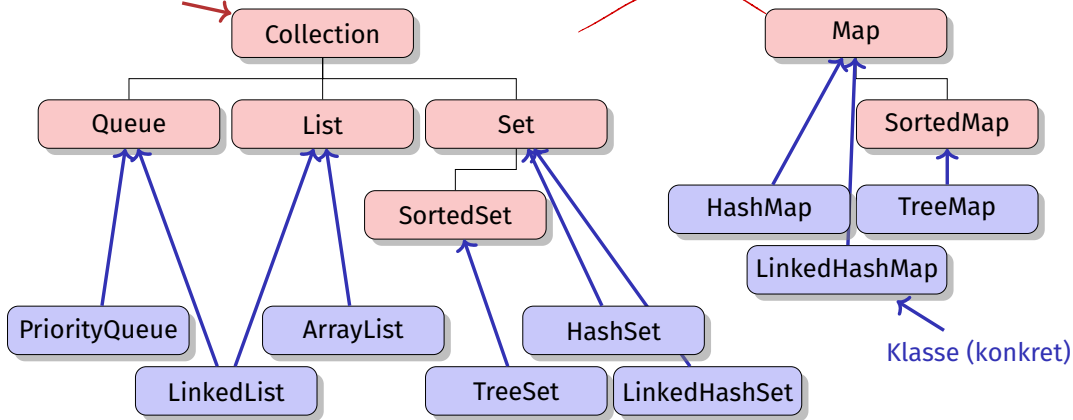 Collection
Map
Queue
List
Set
SortedMap
HashMap
TreeMap
SortedSet
LinkedHashMap
PriorityQueue
ArrayList
HashSet
Klasse (konkret)
LinkedList
TreeSet
LinkedHashSet